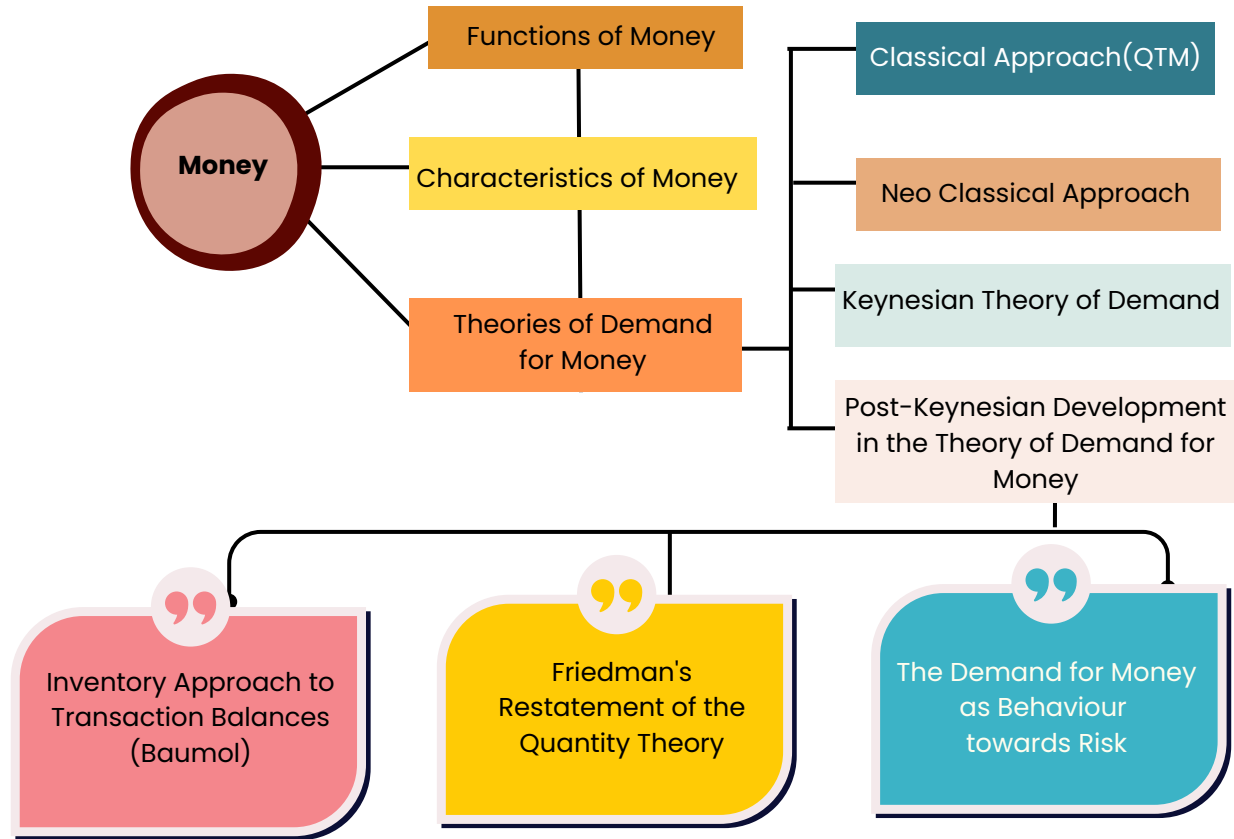 Money
Functions of Money
Characteristics of Money
Theories of Demand
for Money
Classical Approach(QTM)
Neo Classical Approach
Keynesian Theory of Demand
Post-Keynesian Development
in the Theory of Demand for
Money
Inventory Approach to
Transaction Balances
(Baumol)
Friedman's
Restatement of the
Quantity Theory
The Demand for Money
as Behaviour
towards Risk